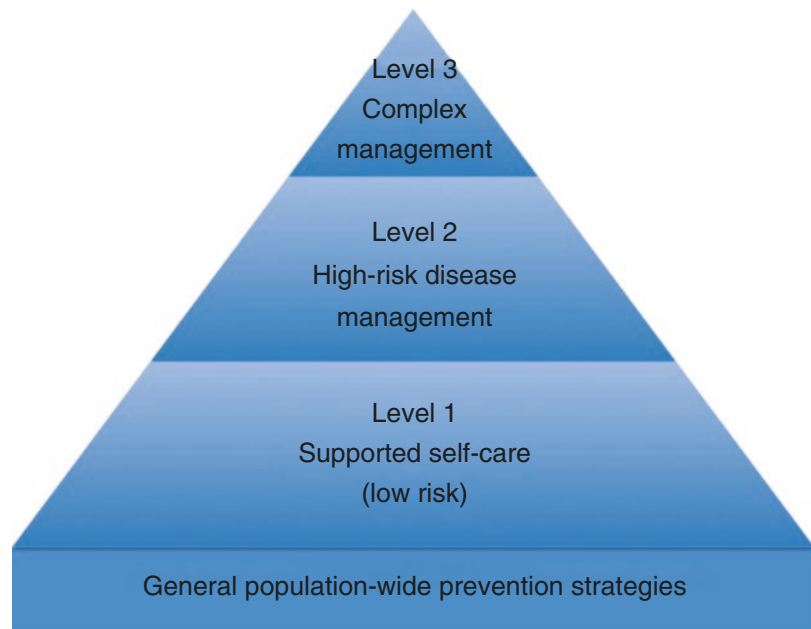 Level 3
Complex
management
Level 2
High-risk disease
management
Level 1
Supported self-care
(low risk)
General population-wide prevention strategies